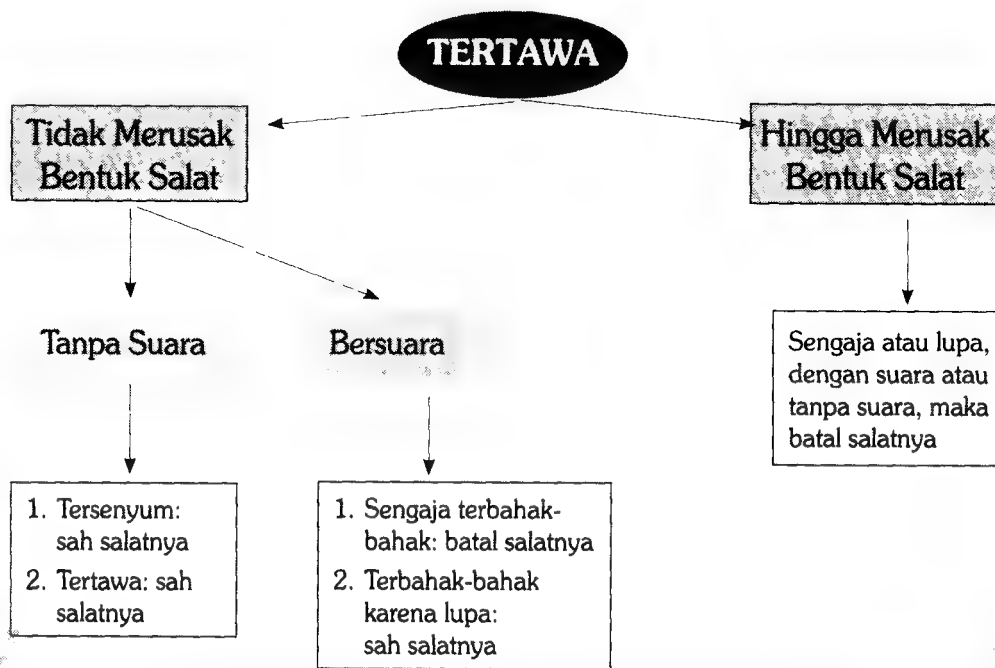 TERTAWA
Tidak Merusak
Bentuk Salat
Hingga Merusak
Bentuk Salat
Tanpa Suara
Bersuara
Sengaja atau lupa,
dengan suara atau
tanpa suara, maka
batal salatnya
1. Tersenyum:
sah salatnya
2. Tertawa: sah
salatnya
1. Sengaja terbahak-
bahak: batal salatnya
2. Terbahak-bahak
karena lupa:
sah salatnya